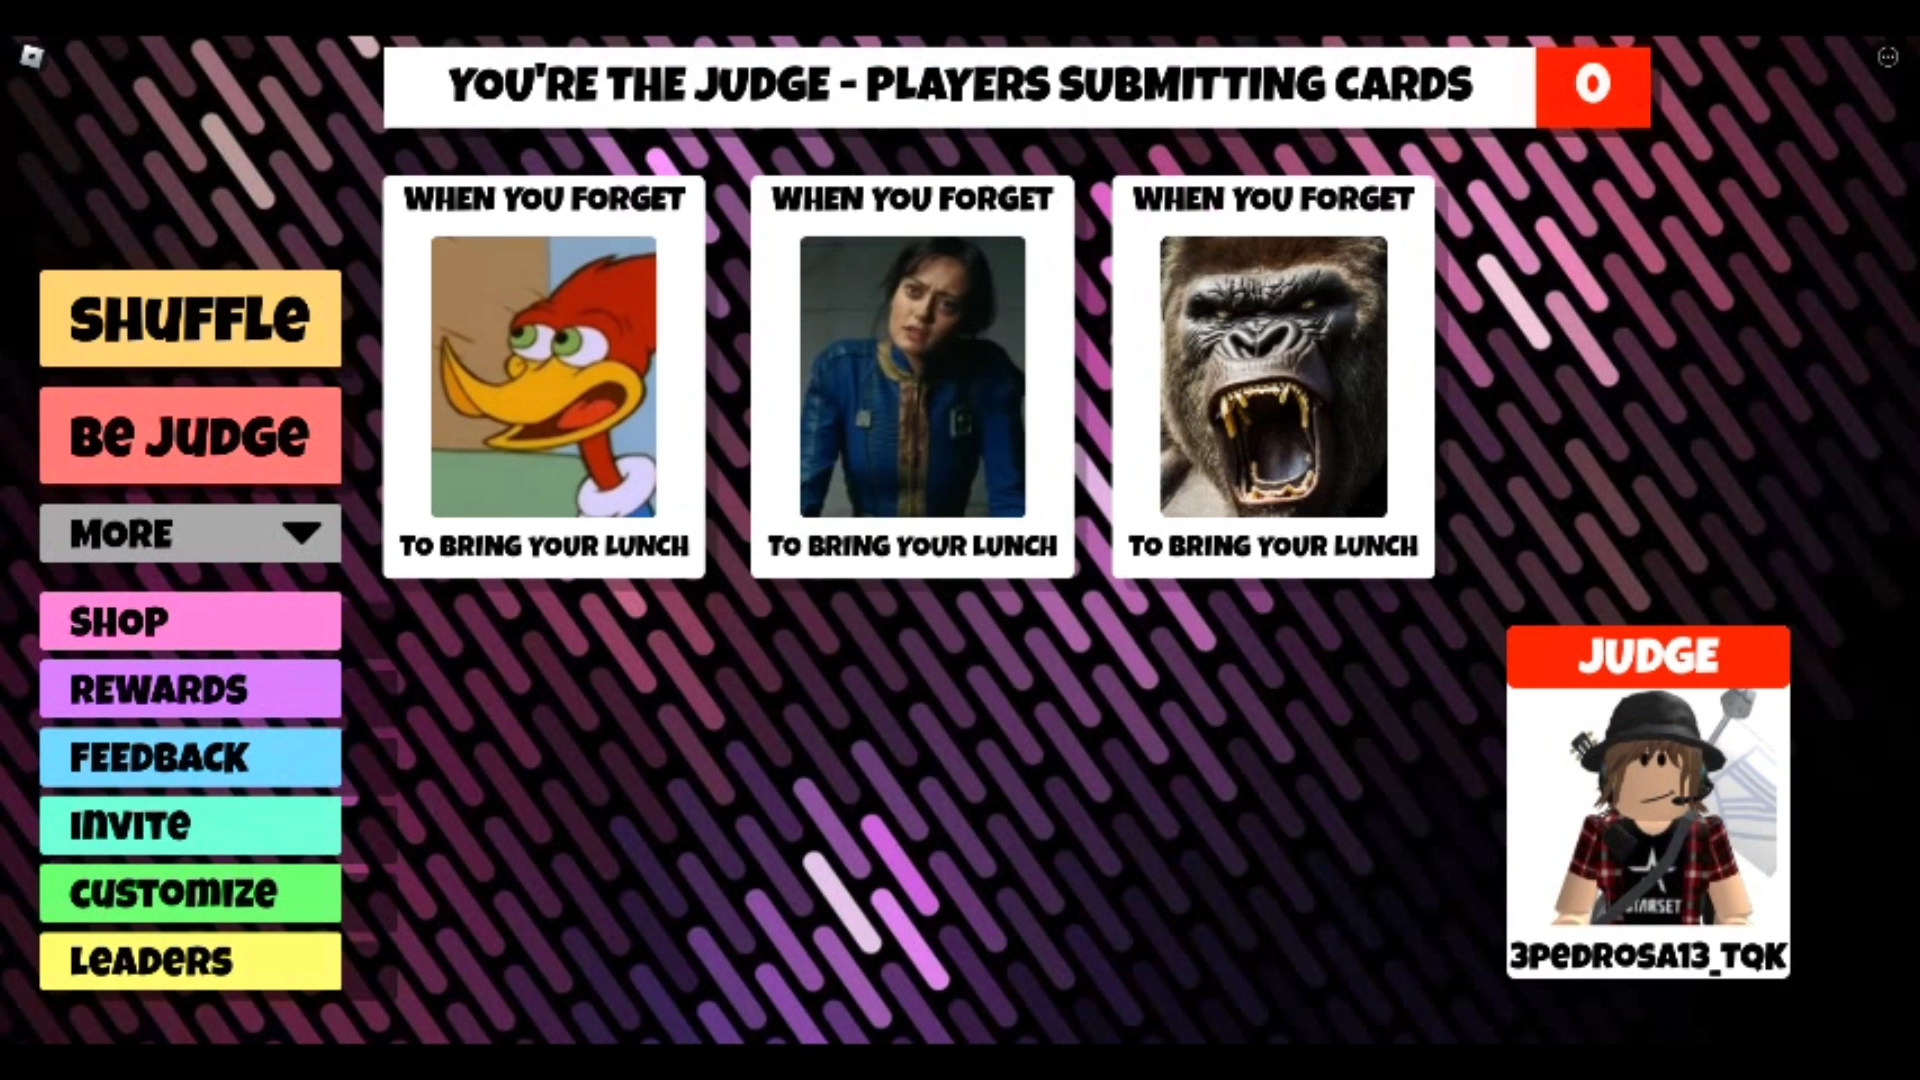 YOU'RE THE JUDGE - PLAYERS SUBMITTING CARDS 0
WHEN YOU FORGET
TO BRING YOUR LUNCH
WHEN YOU FORGET
TO BRING YOUR LUNCH
WHEN YOU FORGET
TO BRING YOUR LUNCH
SHUFFLE
BE JUDGE
MORE
SHOP
REWARDS
FEEDBACK
INVITE
CUSTOMIZE
LEADERS
JUDGE
STARSET
3PEDROSA13_TQK